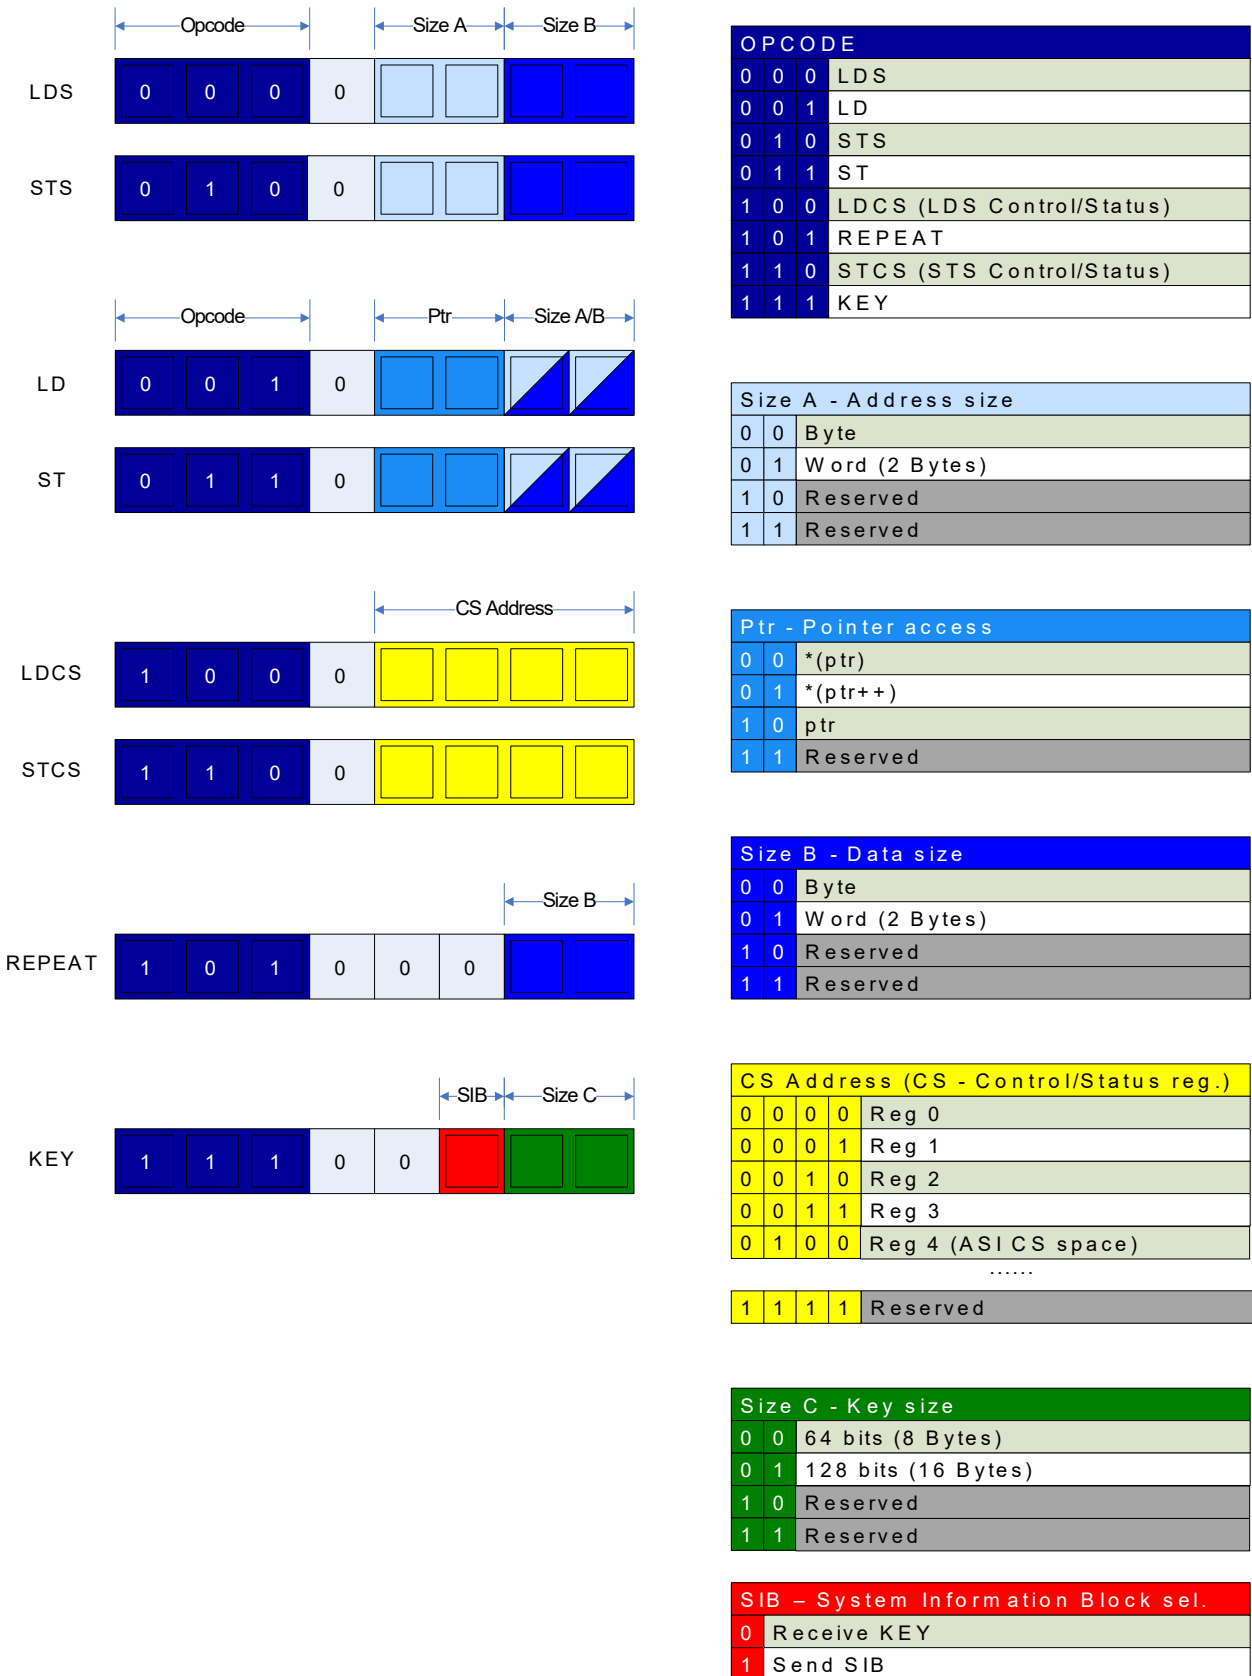 Opcode Size A Size B
LDS 0 0 0 0
STS 0 1 0 0
Opcode Ptr Size A/B
LD 0 0 1 0
ST 0 1 1 0
CS Address
LDCS 1 0 0 0
STCS 1 1 0 0
Size B
REPEAT 1 0 1 0 0 0
SIB Size C
KEY 1 1 1 0 0
OPCODE
0 0 0 LDS
0 0 1 LD
0 1 0 STS
0 1 1 ST
1 0 0 LDCS (LDS Control/Status)
1 0 1 REPEAT
1 1 0 STCS (STS Control/Status)
1 1 1 KEY
Size A - Address size
0 0 Byte
0 1 Word (2 Bytes)
1 0 Reserved
1 1 Reserved
Ptr - Pointer access
0 0 *(ptr)
0 1 *(ptr++)
1 0 ptr
1 1 Reserved
Size B - Data size
0 0 Byte
0 1 Word (2 Bytes)
1 0 Reserved
1 1 Reserved
CS Address (CS - Control/Status reg.)
0 0 0 0 Reg 0
0 0 0 1 Reg 1
0 0 1 0 Reg 2
0 0 1 1 Reg 3
0 1 0 0 Reg 4 (ASI CS space)
......
1 1 1 1 Reserved
Size C - Key size
0 0 64 bits (8 Bytes)
0 1 128 bits (16 Bytes)
1 0 Reserved
1 1 Reserved
SIB – System Information Block sel.
0 Receive KEY
1 Send SIB